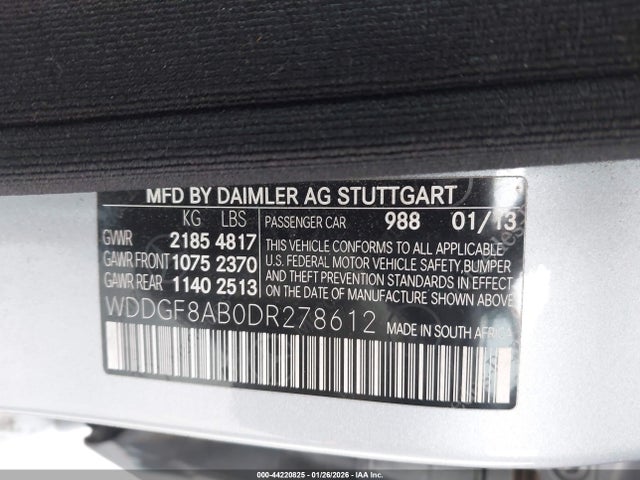 MFD BY DAIMLER AG STUTTGART
KG LBS PASSENGER CAR 988 01/13
GVWR 2185 4817
GAWR FRONT 1075 2370
GAWR REAR 1140 2513
THIS VEHICLE CONFORMS TO ALL APPLICABLE
U.S. FEDERAL MOTOR VEHICLE SAFETY, BUMPER
AND THEFT PREVENTION STANDARDS IN EFFECT
ON THE DATE OF MANUFACTURE SHOWN ABOVE.
WDDGF8AB0DR278612 MADE IN SOUTH AFRICA
000-44220825 - 01/26/2026 - Copyright IAA, Inc.